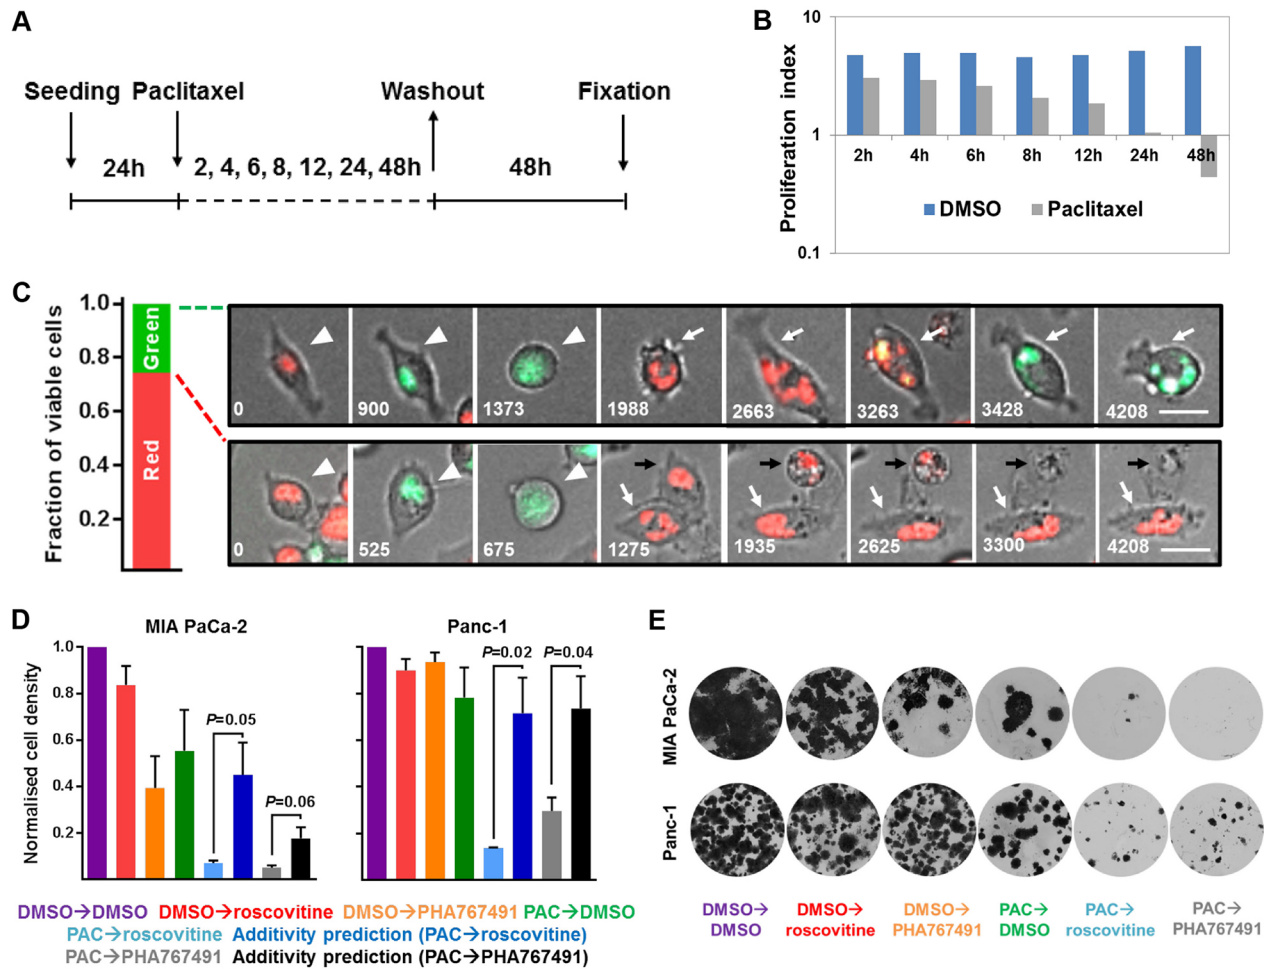 A
Seeding Paclitaxel Washout Fixation
24h 2, 4, 6, 8, 12, 24, 48h 48h
B
Proliferation index
10
1
0.1
2h 4h 6h 8h 12h 24h 48h
DMSO Paclitaxel
C
Fraction of viable cells
1.0
0.8
0.6
0.4
0.2
Green
Red
0 900 1373 1988 2663 3263 3428 4208
0 525 675 1275 1935 2625 3300 4208
D
MIA PaCa-2 Panc-1
Normalised cell density
1.0
0.8
0.6
0.4
0.2
P=0.05
P=0.06
P=0.02 P=0.04
DMSO→DMSO DMSO→roscovitine DMSO→PHA767491 PAC→DMSO
PAC→roscovitine Additivity prediction (PAC→roscovitine)
PAC→PHA767491 Additivity prediction (PAC→PHA767491)
E
MIA PaCa-2
Panc-1
DMSO→ DMSO→ DMSO→ PAC→ PAC→ PAC→
DMSO roscovitine PHA767491 DMSO roscovitine PHA767491